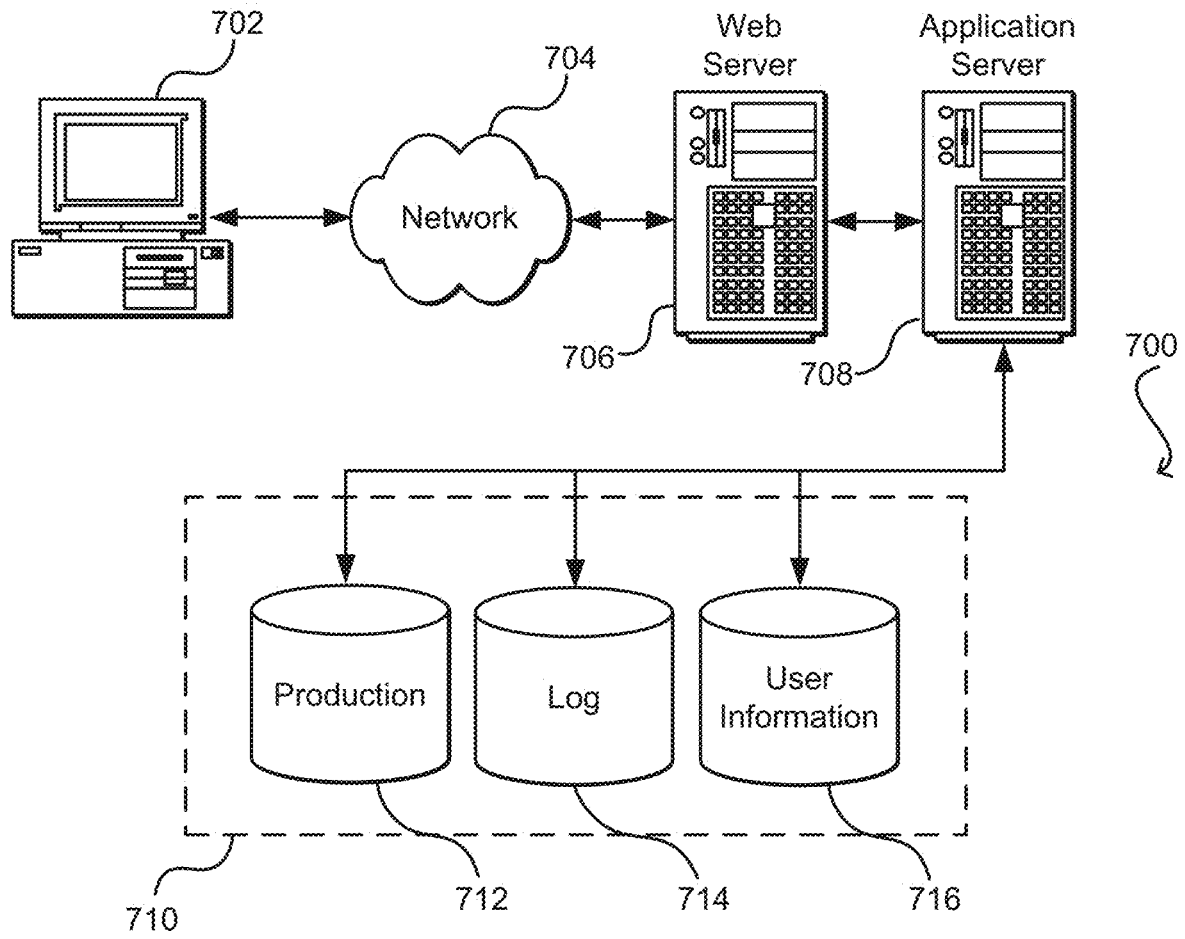 702
704
Web
Server
Application
Server
Network
706
708
700
Production
Log
User
Information
710
712
714
716